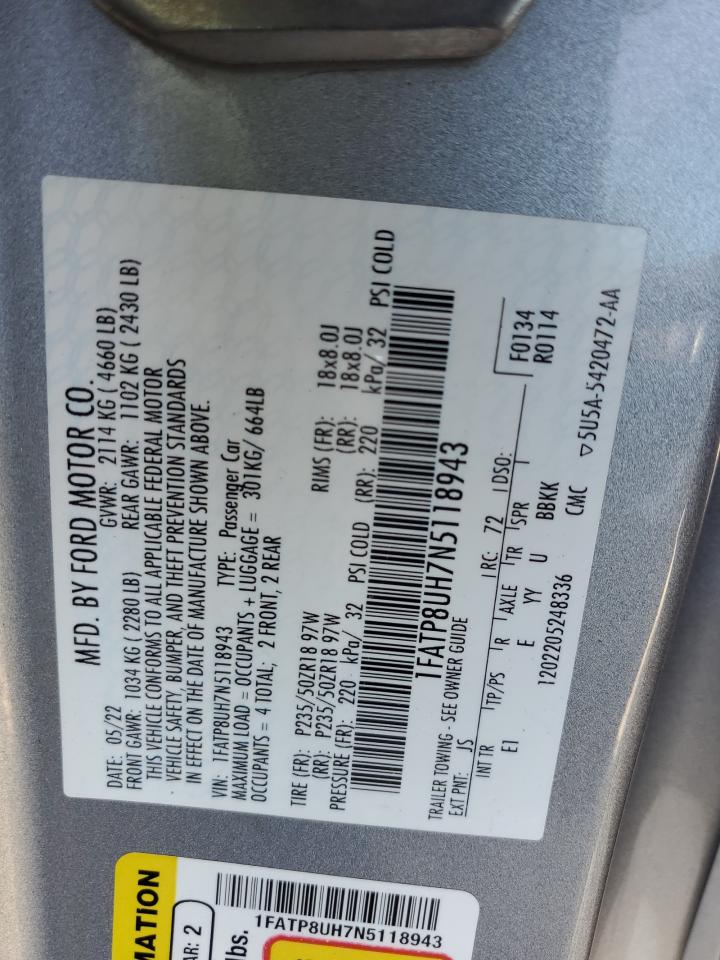 MFD. BY FORD MOTOR CO.
DATE: 05/22 GVWR: 2114 KG ( 4660 LB)
FRONT GAWR: 1034 KG (2280 LB) REAR GAWR: 1102 KG ( 2430 LB)
THIS VEHICLE CONFORMS TO ALL APPLICABLE FEDERAL MOTOR
VEHICLE SAFETY, BUMPER, AND THEFT PREVENTION STANDARDS
IN EFFECT ON THE DATE OF MANUFACTURE SHOWN ABOVE.
VIN: 1FATP8UH7N5118943 TYPE: Passenger Car
MAXIMUM LOAD = OCCUPANTS + LUGGAGE = 301KG/ 664LB
OCCUPANTS = 4 TOTAL; 2 FRONT, 2 REAR
TIRE (FR): P235/50ZR18 97W RIMS (FR): 18x8.0J
(RR): P235/50ZR18 97W (RR): 18x8.0J
PRESSURE (FR): 220 kPa/ 32 PSI COLD (RR): 220 kPa/ 32 PSI COLD
1FATP8UH7N5118943
TRAILER TOWING - SEE OWNER GUIDE
EXT PNT: JS RC: 72 DSO: F0134
INT TR TP/PS R AXLE TR SPR R0114
E1 E YY U BBKK
1202205248336 CMC ▽5U5A-5420472-AA
MATION
AR: 2
lbs.
1FATP8UH7N5118943